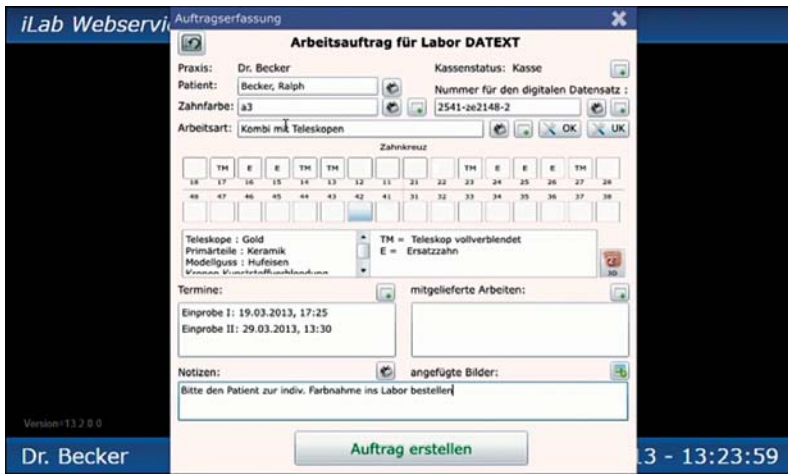 iLab Webservi
Auftragserfassung
Arbeitsauftrag für Labor DATEXT
Praxis: Dr. Becker Kassenstatus: Kasse
Patient: Becker, Ralph Nummer für den digitalen Datensatz :
Zahnfarbe: a3 2541-ze2148-2
Arbeitsart: Kombi mit Teleskopen OK UK
Zahnkreuz
TM E E TM TM TM E E E TM
18 17 16 15 14 13 12 11 21 22 23 24 25 26 27 28
48 47 46 45 44 43 42 41 31 32 33 34 35 36 37 38
Teleskope : Gold TM = Teleskop vollverblendet
Primärteile : Keramik E = Ersatzzahn
Modellguss : Hufeisen
Kronen Kunststoffverblendung
3D
Termine: mitgelieferte Arbeiten:
Einprobe I: 19.03.2013, 17:25
Einprobe II: 29.03.2013, 13:30
Notizen: angefügte Bilder:
Bitte den Patient zur indiv. Farbnahme ins Labor bestellen
Version=13.2.0.0
Auftrag erstellen
Dr. Becker 13 - 13:23:59